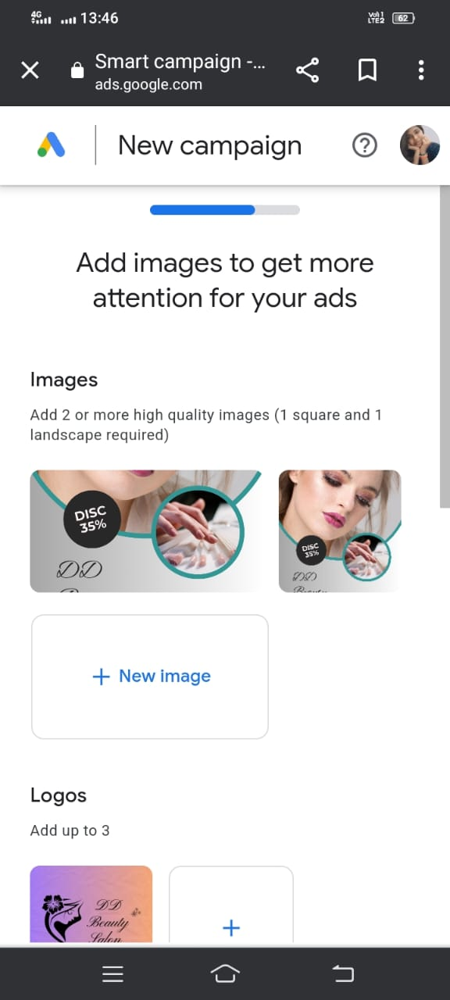 4G 13:46 Vo) 1 LTE2 62
Smart campaign -...
ads.google.com
New campaign
Add images to get more
attention for your ads
Images
Add 2 or more high quality images (1 square and 1
landscape required)
DISC
35%
DD
DISC
35%
DD
Beauty
+ New image
Logos
Add up to 3
DD
Beauty
Salon
+